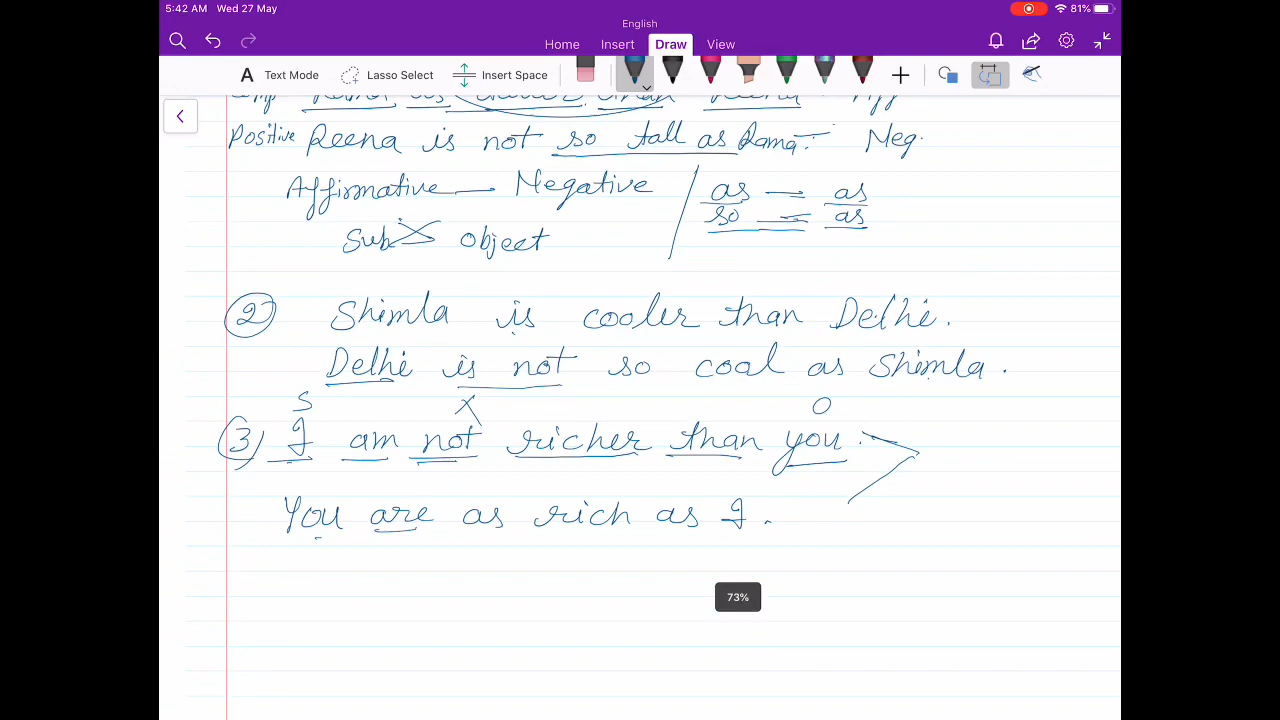 5:42 AM Wed 27 May 81%
English
Home Insert Draw View
A Text Mode Lasso Select Insert Space
is than
Positive Reena is not so tall as Rama. Neg.
Affirmative — Negative as — as
so — as
Sub X object
2 Shimla is cooler than Delhi.
Delhi is not so coal as Shimla.
S X O
3) I am not richer than you.
You are as rich as I.
73%